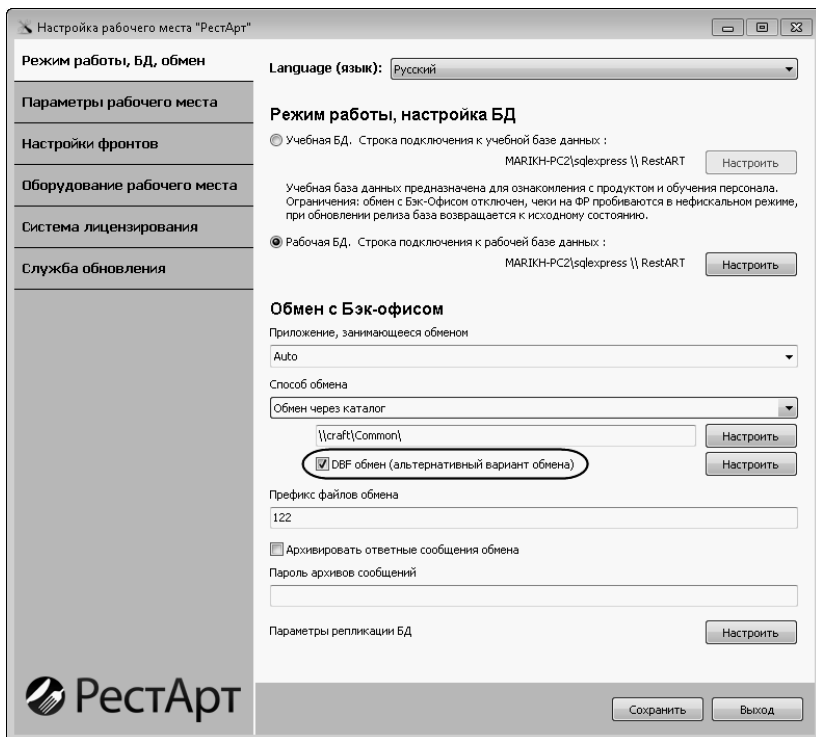 Настройка рабочего места "РестАрт"
Режим работы, БД, обмен
Параметры рабочего места
Настройки фронтов
Оборудование рабочего места
Система лицензирования
Служба обновления
РестАрт
Language (язык): Русский
Режим работы, настройка БД
Учебная БД. Строка подключения к учебной базе данных :
MARIKH-PC2\sqlexpress \\ RestART Настроить
Учебная база данных предназначена для ознакомления с продуктом и обучения персонала.
Ограничения: обмен с Бэк-Офисом отключен, чеки на ФР пробиваются в нефискальном режиме,
при обновлении релиза база возвращается к исходному состоянию.
Рабочая БД. Строка подключения к рабочей базе данных :
MARIKH-PC2\sqlexpress \\ RestART Настроить
Обмен с Бэк-офисом
Приложение, занимающееся обменом
Auto
Способ обмена
Обмен через каталог
\\craft\Common\ Настроить
DBF обмен (альтернативный вариант обмена) Настроить
Префикс файлов обмена
122
Архивировать ответные сообщения обмена
Пароль архивов сообщений
Параметры репликации БД Настроить
Сохранить Выход